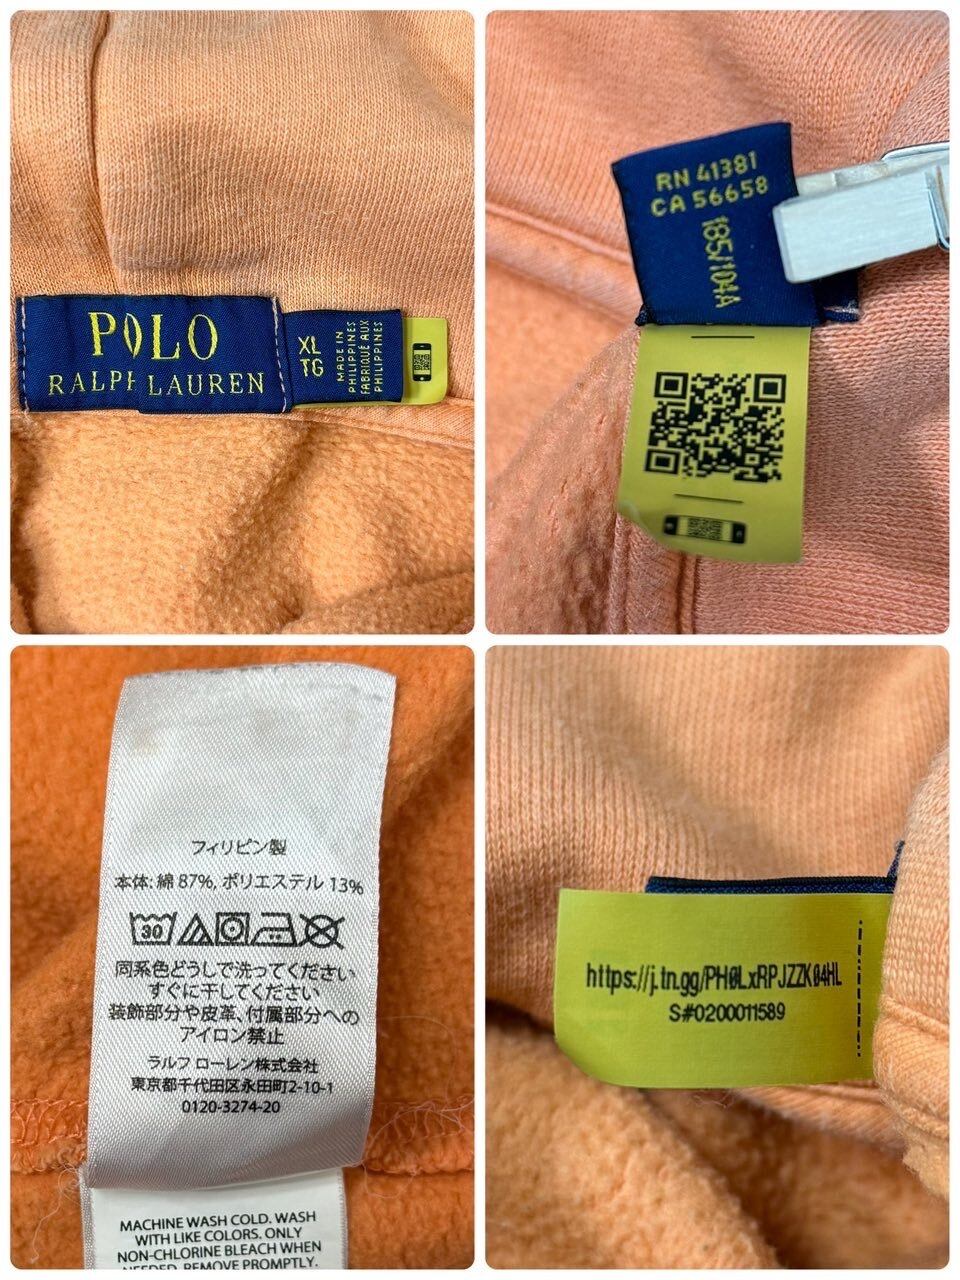 POLO
RALPH LAUREN
XL
TG
MADE IN
PHILIPPINES
FABRIQUÉ AUX
PHILIPPINES
RN 41381
CA 56658
185/104A
フィリピン製
本体: 綿 87%, ポリエステル 13%
30
同系色どうしで洗ってください
すぐに干してください
装飾部分や皮革、付属部分への
アイロン禁止
ラルフ ローレン株式会社
東京都千代田区永田町2-10-1
0120-3274-20
MACHINE WASH COLD. WASH
WITH LIKE COLORS. ONLY
NON-CHLORINE BLEACH WHEN
NEEDED. REMOVE PROMPTLY.
https://j.tn.gg/PH0LxRPJZZK04HL
S#0200011589